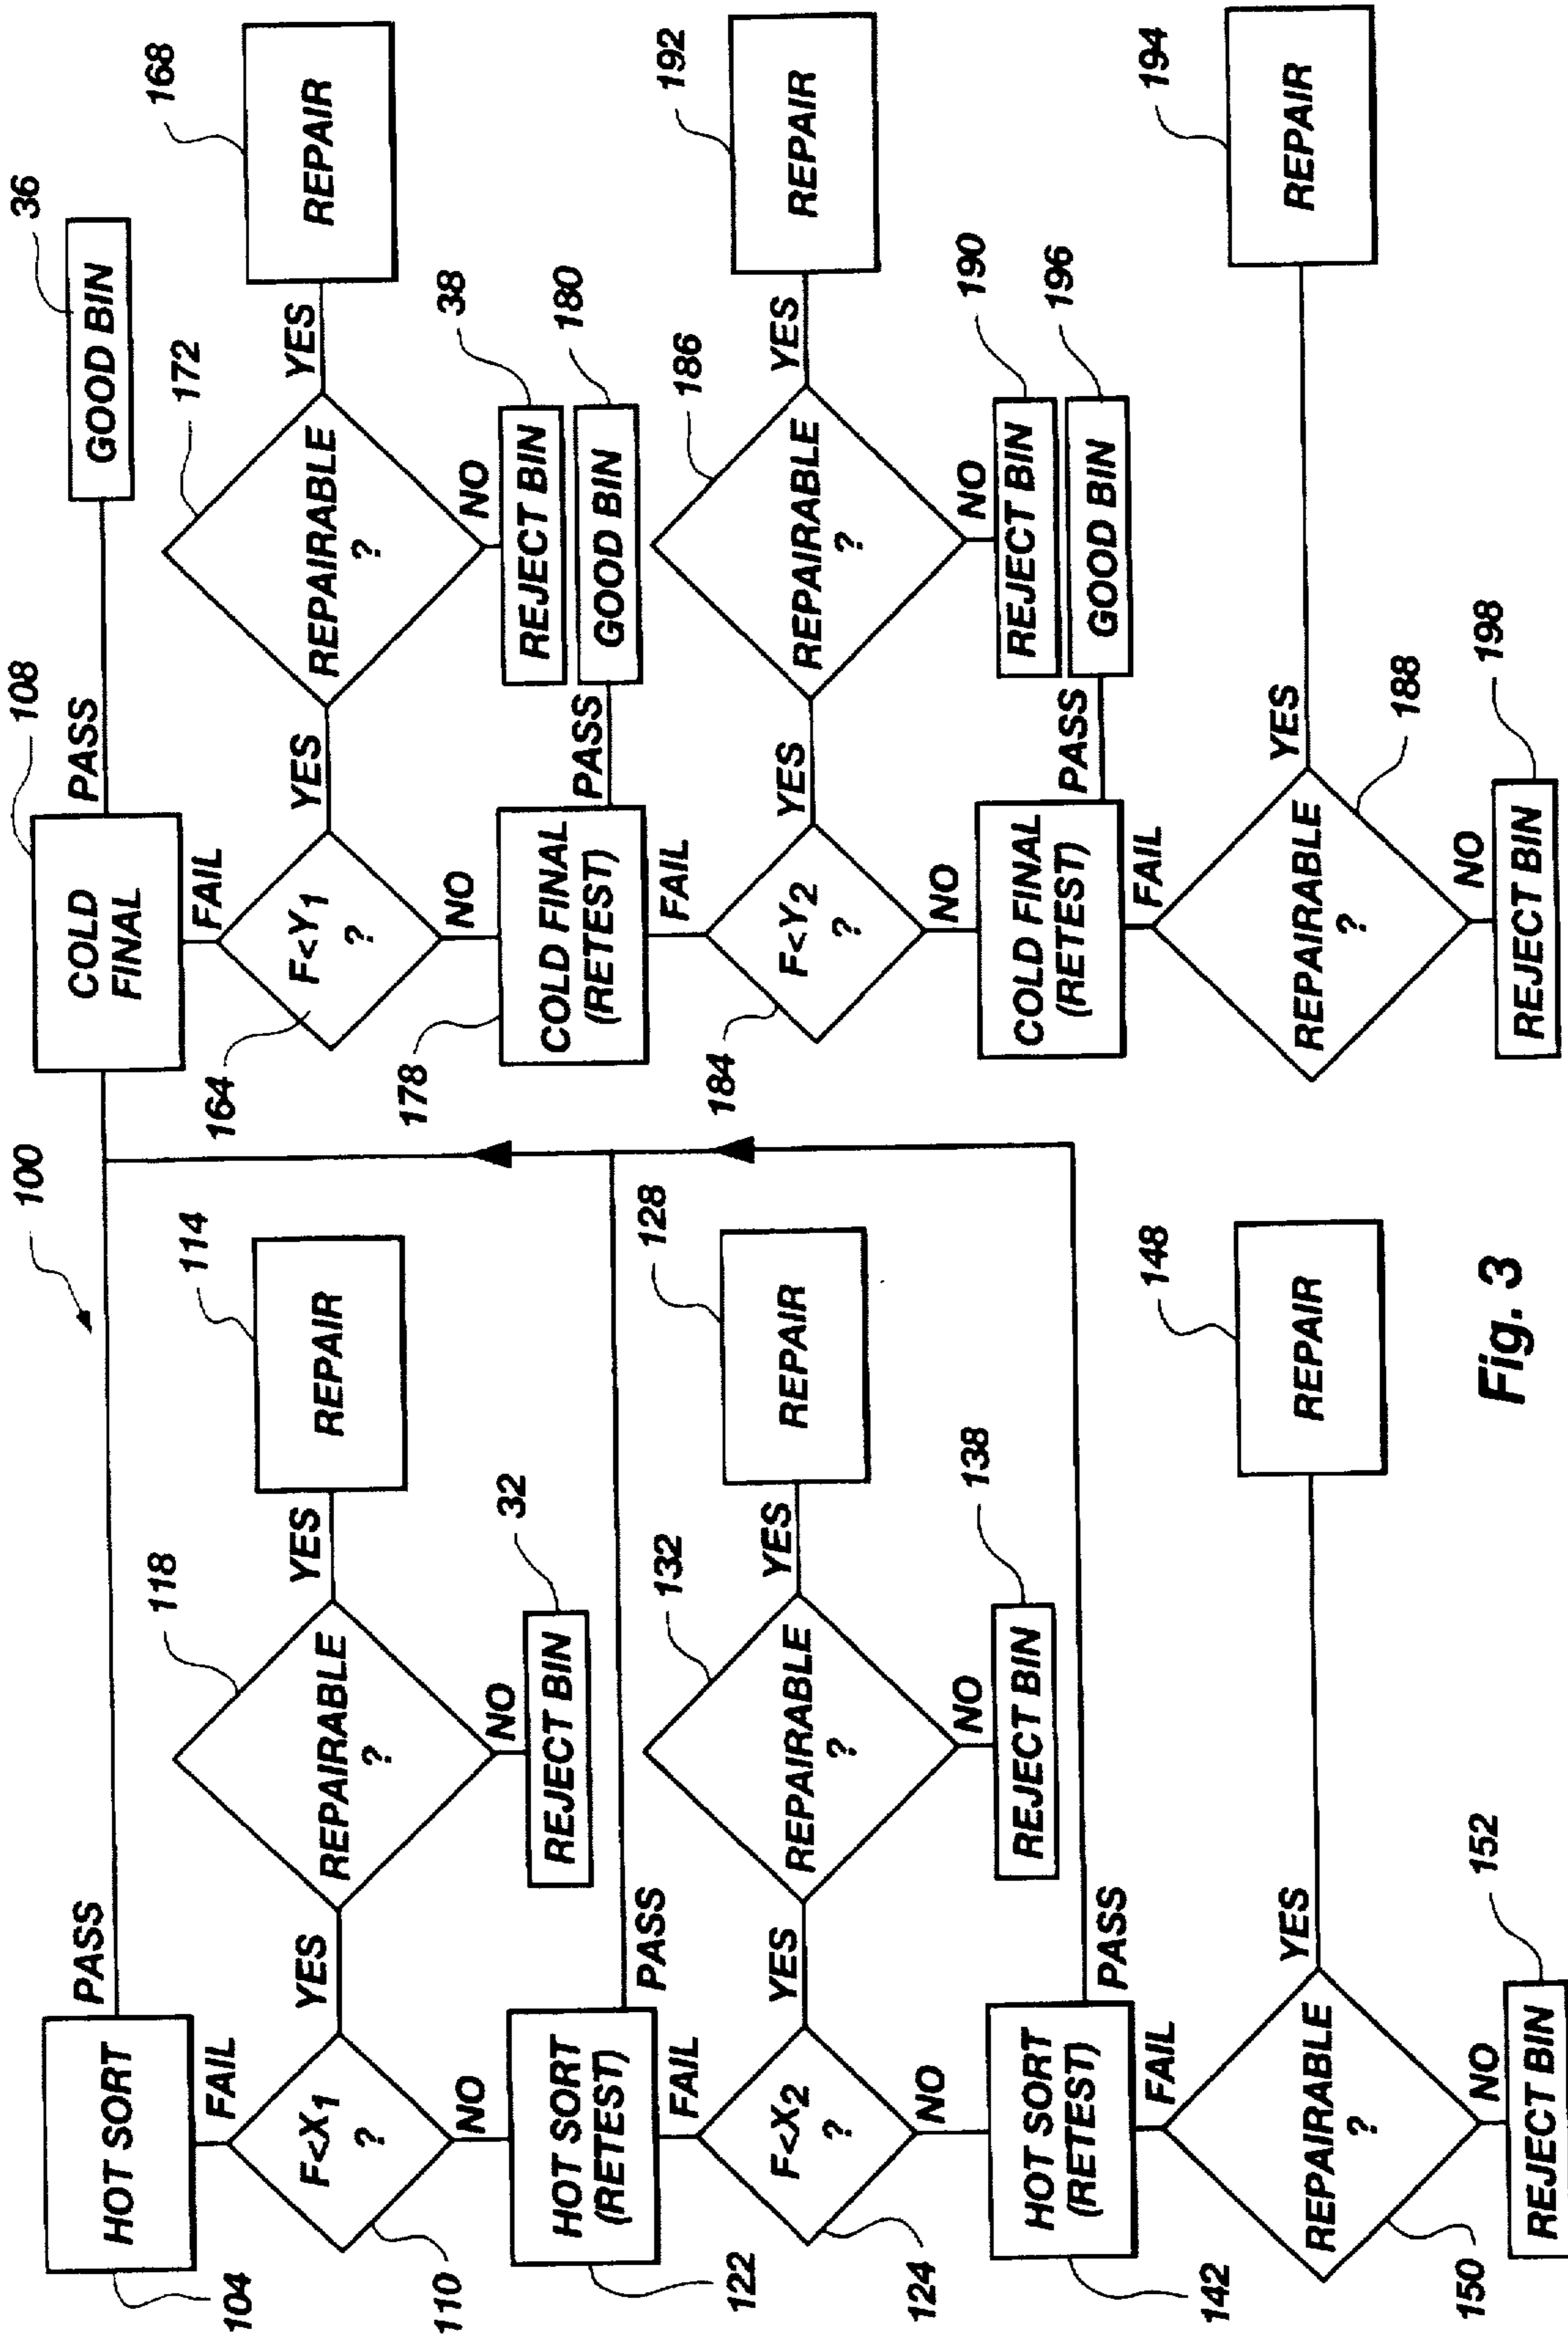 100
104
HOT SORT
PASS
FAIL
110
F<X1
?
YES
118
REPAIRABLE
?
YES
114
REPAIR
NO
32
REJECT BIN
NO
122
HOT SORT
(RETEST)
PASS
FAIL
124
F<X2
?
YES
132
REPAIRABLE
?
YES
128
REPAIR
NO
138
REJECT BIN
NO
142
HOT SORT
(RETEST)
PASS
FAIL
150
REPAIRABLE
?
YES
148
REPAIR
NO
152
REJECT BIN
108
COLD
FINAL
PASS
36
GOOD BIN
FAIL
164
F<Y1
?
YES
172
REPAIRABLE
?
YES
168
REPAIR
NO
38
REJECT BIN
NO
178
COLD FINAL
(RETEST)
PASS
180
GOOD BIN
FAIL
184
F<Y2
?
YES
186
REPAIRABLE
?
YES
192
REPAIR
NO
190
REJECT BIN
NO
COLD FINAL
(RETEST)
PASS
196
GOOD BIN
FAIL
188
REPAIRABLE
?
YES
194
REPAIR
NO
198
REJECT BIN
Fig. 3